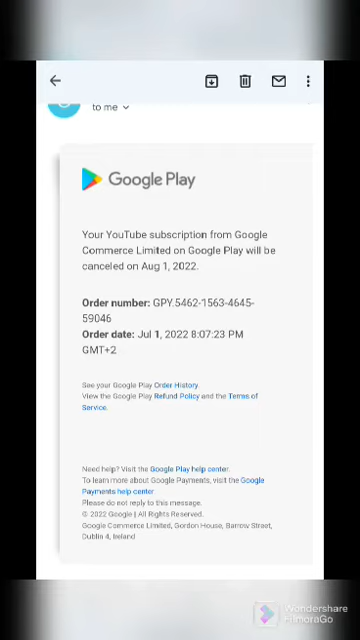 to me
Google Play
Your YouTube subscription from Google
Commerce Limited on Google Play will be
canceled on Aug 1, 2022.
Order number: GPY.5462-1563-4645-
59046
Order date: Jul 1, 2022 8:07:23 PM
GMT+2
See your Google Play Order History.
View the Google Play Refund Policy and the Terms of
Service.
Need help? Visit the Google Play help center.
To learn more about Google Payments, visit the Google
Payments help center.
Please do not reply to this message.
© 2022 Google | All Rights Reserved.
Google Commerce Limited, Gordon House, Barrow Street,
Dublin 4, Ireland
Wondershare
FilmoraGo